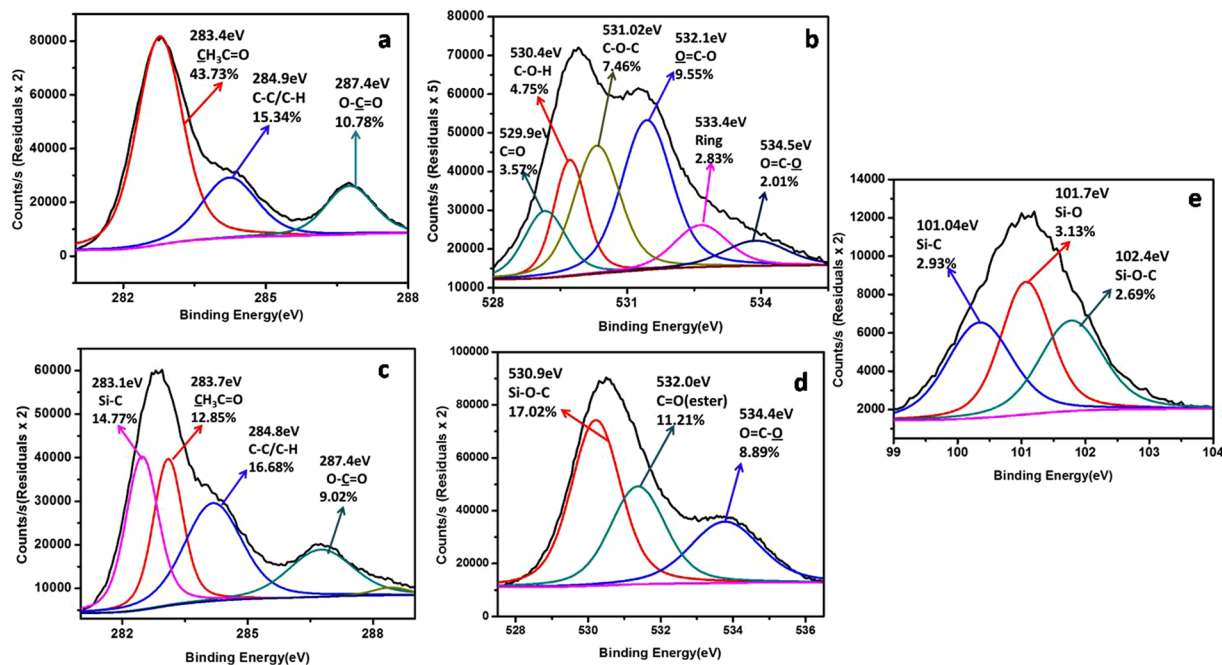 a
283.4eV
CH₃C=O
43.73%
284.9eV
C-C/C-H
15.34%
287.4eV
O-C=O
10.78%
80000
60000
40000
20000
0
Counts/s (Residuals x 2)
282
285
288
Binding Energy(eV)
b
530.4eV
C-O-H
4.75%
531.02eV
C-O-C
7.46%
532.1eV
O=C-O
9.55%
529.9eV
C=O
3.57%
533.4eV
Ring
2.83%
534.5eV
O=C-O
2.01%
80000
70000
60000
50000
40000
30000
20000
10000
Counts/s (Residuals x 5)
528
531
534
Binding Energy(eV)
c
283.1eV
Si-C
14.77%
283.7eV
CH₃C=O
12.85%
284.8eV
C-C/C-H
16.68%
287.4eV
O-C=O
9.02%
60000
50000
40000
30000
20000
10000
Counts/s(Residuals x 2)
282
285
288
Binding Energy(eV)
d
530.9eV
Si-O-C
17.02%
532.0eV
C=O(ester)
11.21%
534.4eV
O=C-O
8.89%
100000
80000
60000
40000
20000
0
Counts/s (Residuals x 2)
528
530
532
534
536
Binding Energy(eV)
e
101.04eV
Si-C
2.93%
101.7eV
Si-O
3.13%
102.4eV
Si-O-C
2.69%
14000
12000
10000
8000
6000
4000
2000
Counts/s (Residuals x 2)
99
100
101
102
103
104
Binding Energy(eV)